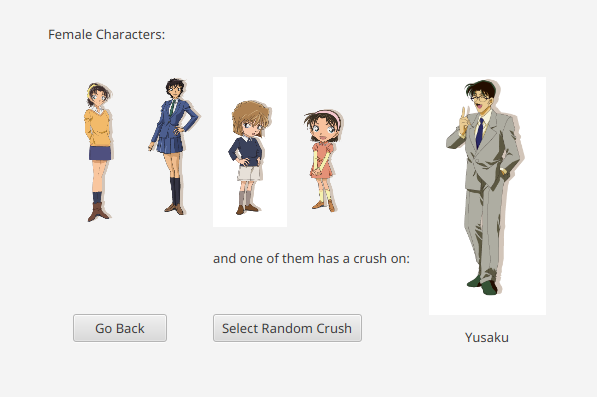 Female Characters:
and one of them has a crush on:
Go Back
Select Random Crush
Yusaku